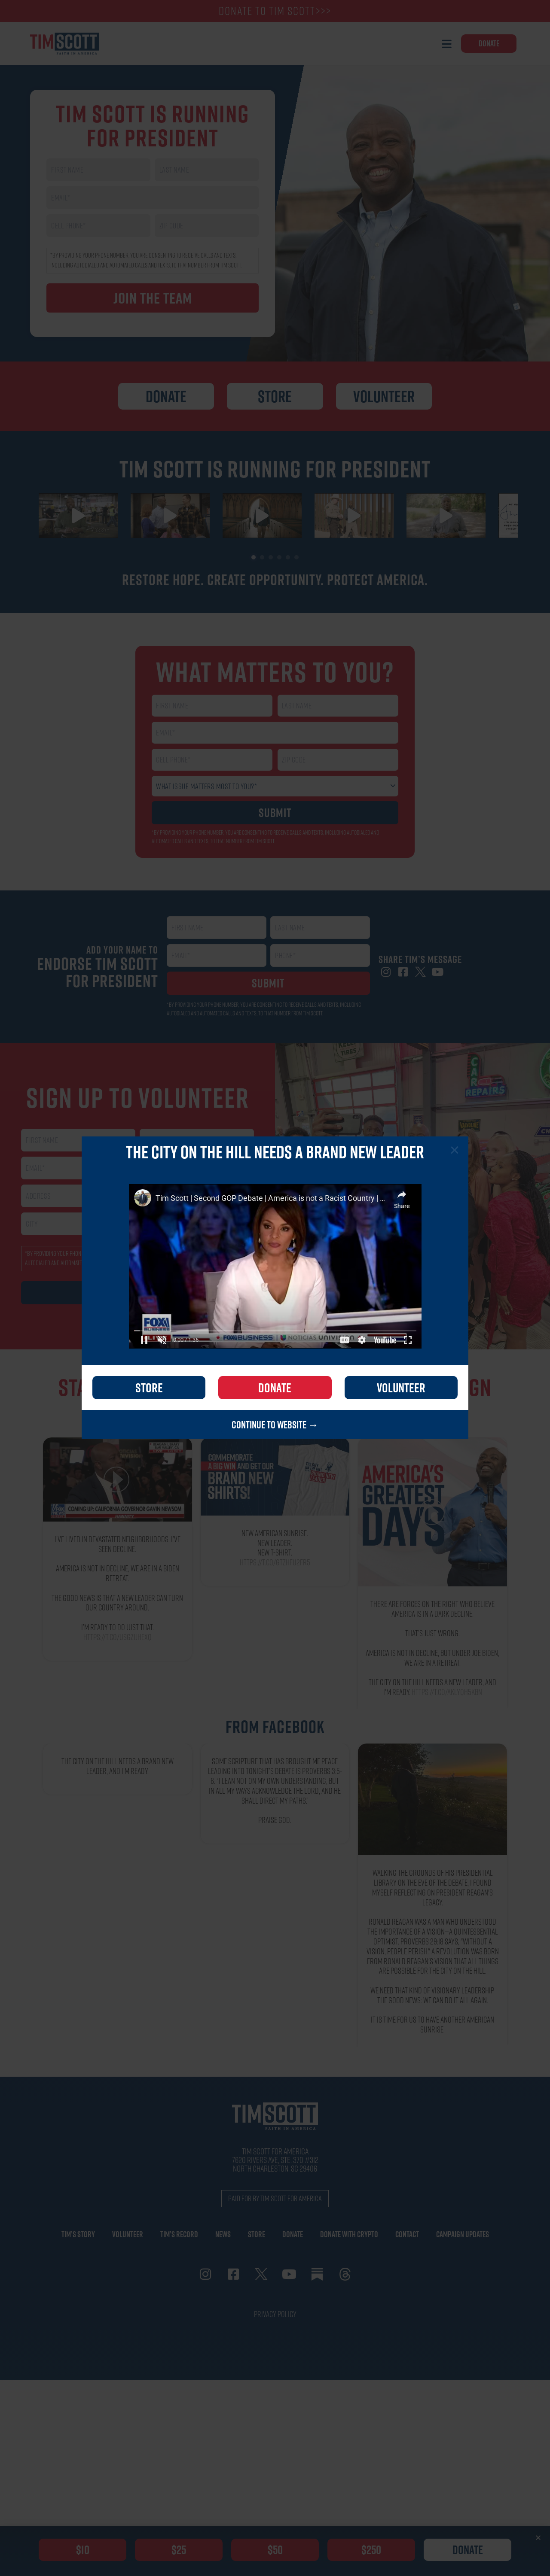 DONATE TO TIM SCOTT>>>
TIM SCOTT
DONATE
TIM SCOTT IS RUNNING
FOR PRESIDENT
JOIN THE TEAM
DONATE
STORE
VOLUNTEER
TIM SCOTT IS RUNNING FOR PRESIDENT
RESTORE HOPE. CREATE OPPORTUNITY. PROTECT AMERICA.
WHAT MATTERS TO YOU?
WHAT ISSUE MATTERS MOST TO YOU?*
SUBMIT
ADD YOUR NAME TO
ENDORSE TIM SCOTT
FOR PRESIDENT
SUBMIT
SHARE TIM'S MESSAGE
SIGN UP TO VOLUNTEER
CAR
REPAIRS
THE CITY ON THE HILL NEEDS A BRAND NEW LEADER
Tim Scott | Second GOP Debate | America is not a Racist Country | ...
Share
FOX
BUSINESS
YouTube
STORE
DONATE
VOLUNTEER
CONTINUE TO WEBSITE →
COMING UP: CALIFORNIA GOVERNOR GAVIN NEWSOM
COMMEMORATE
A BIG WIN AND GET OUR
BRAND NEW
SHIRTS!
AMERICA'S
GREATEST
DAYS
I'VE LIVED IN DEVASTATED NEIGHBORHOODS. I'VE
SEEN DECLINE.
AMERICA IS NOT IN DECLINE, WE ARE IN A BIDEN
RETREAT.
THE GOOD NEWS IS THAT A NEW LEADER CAN TURN
OUR COUNTRY AROUND.
I'M READY TO DO JUST THAT.
NEW AMERICAN SUNRISE.
NEW LEADER.
NEW T-SHIRT.
THERE ARE FORCES ON THE RIGHT WHO BELIEVE
AMERICA IS IN A DARK DECLINE.
THAT'S JUST WRONG.
AMERICA IS NOT IN DECLINE, BUT UNDER JOE BIDEN,
WE ARE IN A RETREAT.
THE CITY ON THE HILL NEEDS A NEW LEADER, AND
I'M READY.
FROM FACEBOOK
THE CITY ON THE HILL NEEDS A BRAND NEW
LEADER, AND I'M READY.
SOME SCRIPTURE THAT HAS BROUGHT ME PEACE
LEADING INTO TONIGHT'S DEBATE IS PROVERBS 3:5-
6: "LEAN NOT ON MY OWN UNDERSTANDING, BUT
IN ALL MY WAYS ACKNOWLEDGE THE LORD, AND HE
SHALL DIRECT MY PATHS."
PRAISE GOD.
WALKING THE GROUNDS OF HIS PRESIDENTIAL
LIBRARY ON THE EVE OF THE DEBATE, I FOUND
MYSELF REFLECTING ON PRESIDENT REAGAN'S
LEGACY.
RONALD REAGAN WAS A MAN WHO UNDERSTOOD
THE IMPORTANCE OF A VISION– A QUINTESSENTIAL
OPTIMIST. PROVERBS 29:18 SAYS, "WITHOUT A
VISION, PEOPLE PERISH." A REVOLUTION WAS BORN
FROM RONALD REAGAN'S VISION THAT ALL THINGS
ARE POSSIBLE FOR THE CITY ON THE HILL.
WE NEED THAT KIND OF VISIONARY LEADERSHIP.
THE GOOD NEWS: WE CAN DO IT ALL AGAIN.
IT IS TIME FOR US TO HAVE ANOTHER AMERICAN
SUNRISE.
TIM SCOTT
FAITH IN AMERICA
TIM SCOTT FOR AMERICA
NORTH CHARLESTON, SC 29406
PAID FOR BY TIM SCOTT FOR AMERICA
TIM'S STORY
VOLUNTEER
TIM'S RECORD
NEWS
STORE
DONATE
DONATE WITH CRYPTO
CONTACT
CAMPAIGN UPDATES
PRIVACY POLICY
$10
$25
$50
$250
DONATE